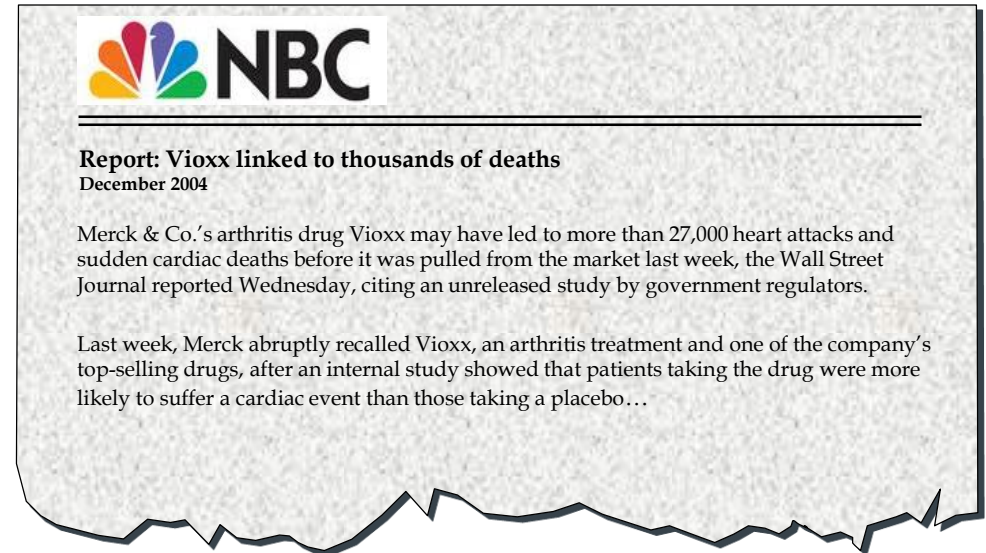 NBC
Report: Vioxx linked to thousands of deaths
December 2004
Merck & Co.’s arthritis drug Vioxx may have led to more than 27,000 heart attacks and
sudden cardiac deaths before it was pulled from the market last week, the Wall Street
Journal reported Wednesday, citing an unreleased study by government regulators.
Last week, Merck abruptly recalled Vioxx, an arthritis treatment and one of the company’s
top-selling drugs, after an internal study showed that patients taking the drug were more
likely to suffer a cardiac event than those taking a placebo…